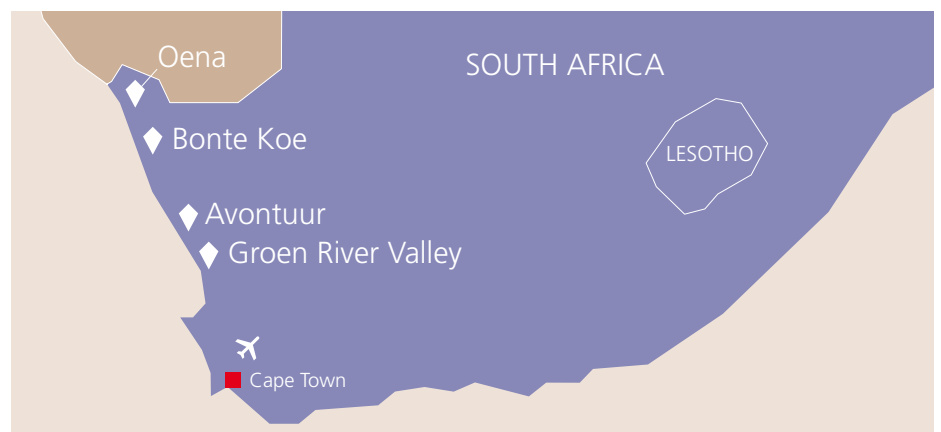 Oena
SOUTH AFRICA
Bonte Koe
LESOTHO
Avontuur
Groen River Valley
Cape Town